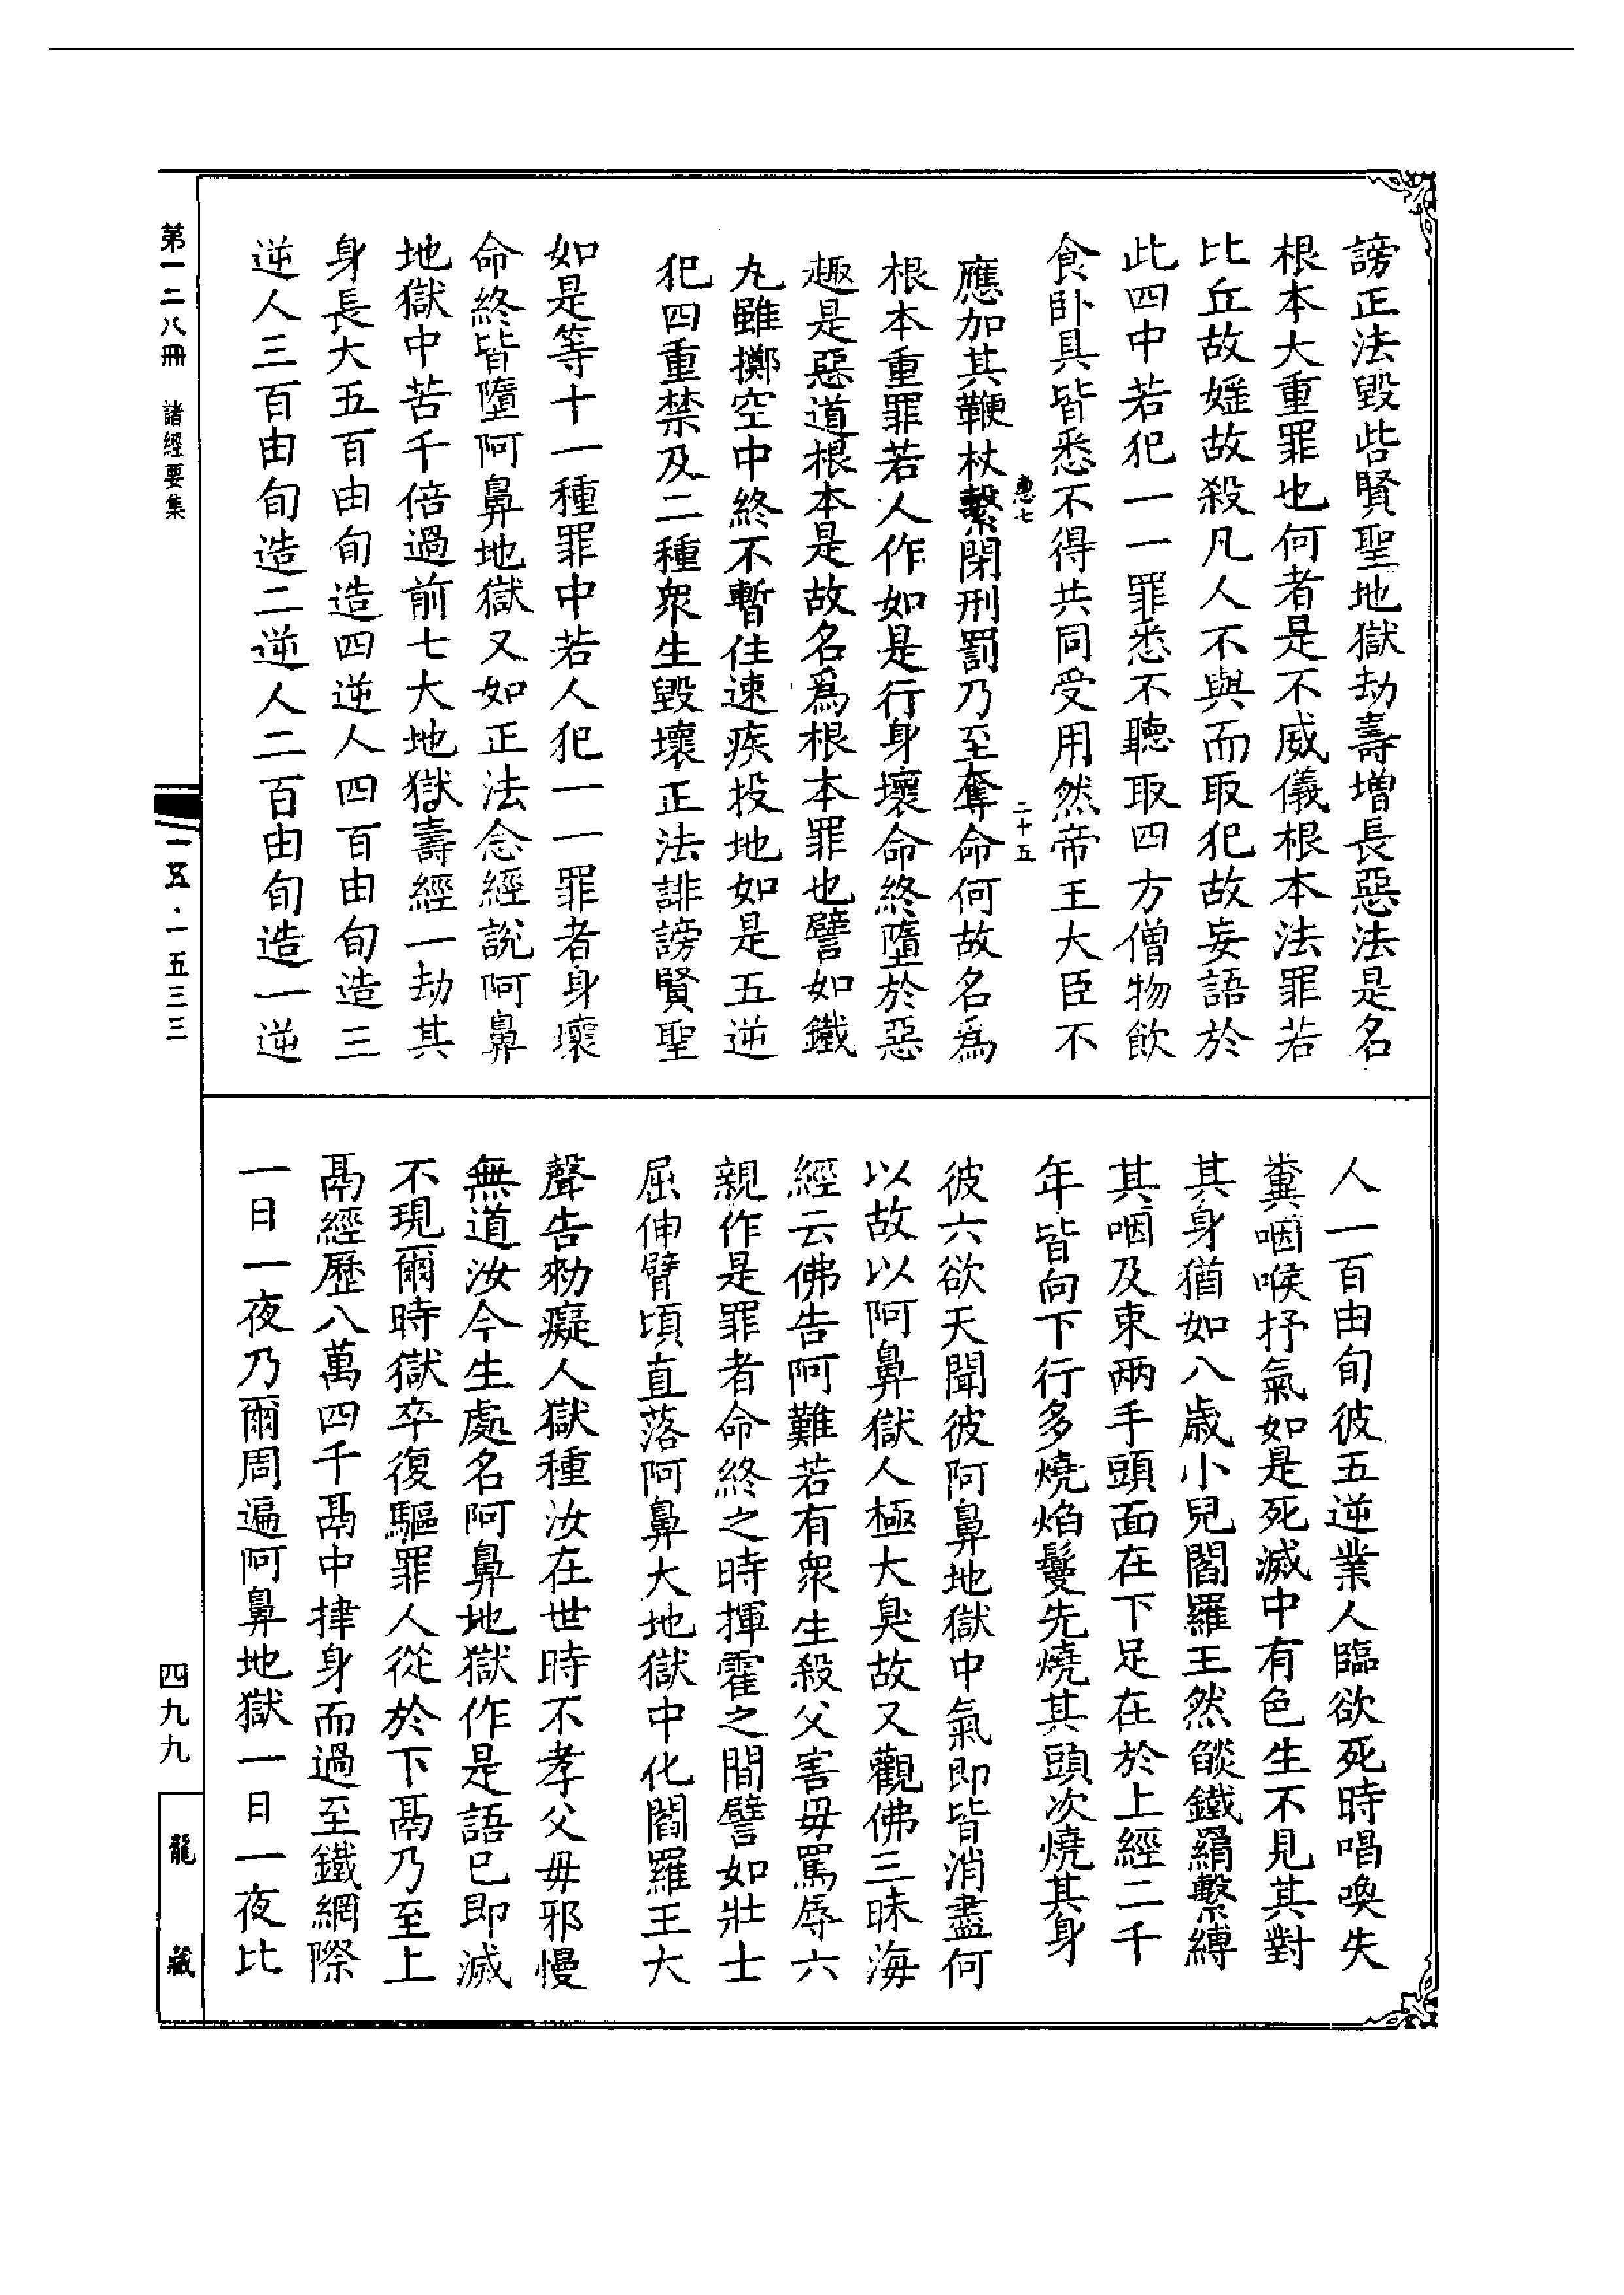 謗正法毀呰賢聖地獄劫壽增長惡法是名
根本大重罪也何者是不威儀根本法罪若
比丘故婬故殺凡人不與而取犯故妄語於
此四中若犯一一罪悉不聽取四方僧物飲
食卧具皆悉不得共同受用然帝王大臣不
二十五
應加其鞭杖繫閉刑罰乃至奪命何故名爲
根本重罪若人作如是行身壞命終墮於惡
趣是惡道根本是故名爲根本罪也譬如鐵
丸雖擲空中終不暫住速疾投地如是五逆
犯四重禁及二種衆生毀壞正法誹謗賢聖
如是等十一種罪中若人犯一一罪者身壞
命終皆墮阿鼻地獄又如正法念經說阿鼻
地獄中苦千倍過前七大地獄壽經一劫其
身長大五百由旬造四逆人四百由旬造三
逆人三百由旬造二逆人二百由旬造一逆
人一百由旬彼五逆業人臨欲死時唱喚失
糞咽喉抒氣如是死滅中有色生不見其對
其身猶如八歲小兒閻羅王然燄鐵羂繫縛
其咽及束兩手頭面在下足在於上經二千
年皆向下行多燒焰鬘先燒其頭次燒其身
彼六欲天聞彼阿鼻地獄中氣即皆消盡何
以故以阿鼻獄人極大臭故又觀佛三昧海
經云佛告阿難若有衆生殺父害母罵辱六
親作是罪者命終之時揮霍之間譬如壯士
屈伸臂頃直落阿鼻大地獄中化閻羅王大
聲告勑癡人獄種汝在世時不孝父母邪慢
無道汝今生處名阿鼻地獄作是語已即滅
不現爾時獄卒復驅罪人從於下鬲乃至上
鬲經歷八萬四千鬲中捽身而過至鐵網際
一日一夜乃爾周遍阿鼻地獄一日一夜比
第一二八冊　諸經要集
一五・一五三三
四九九
龍藏